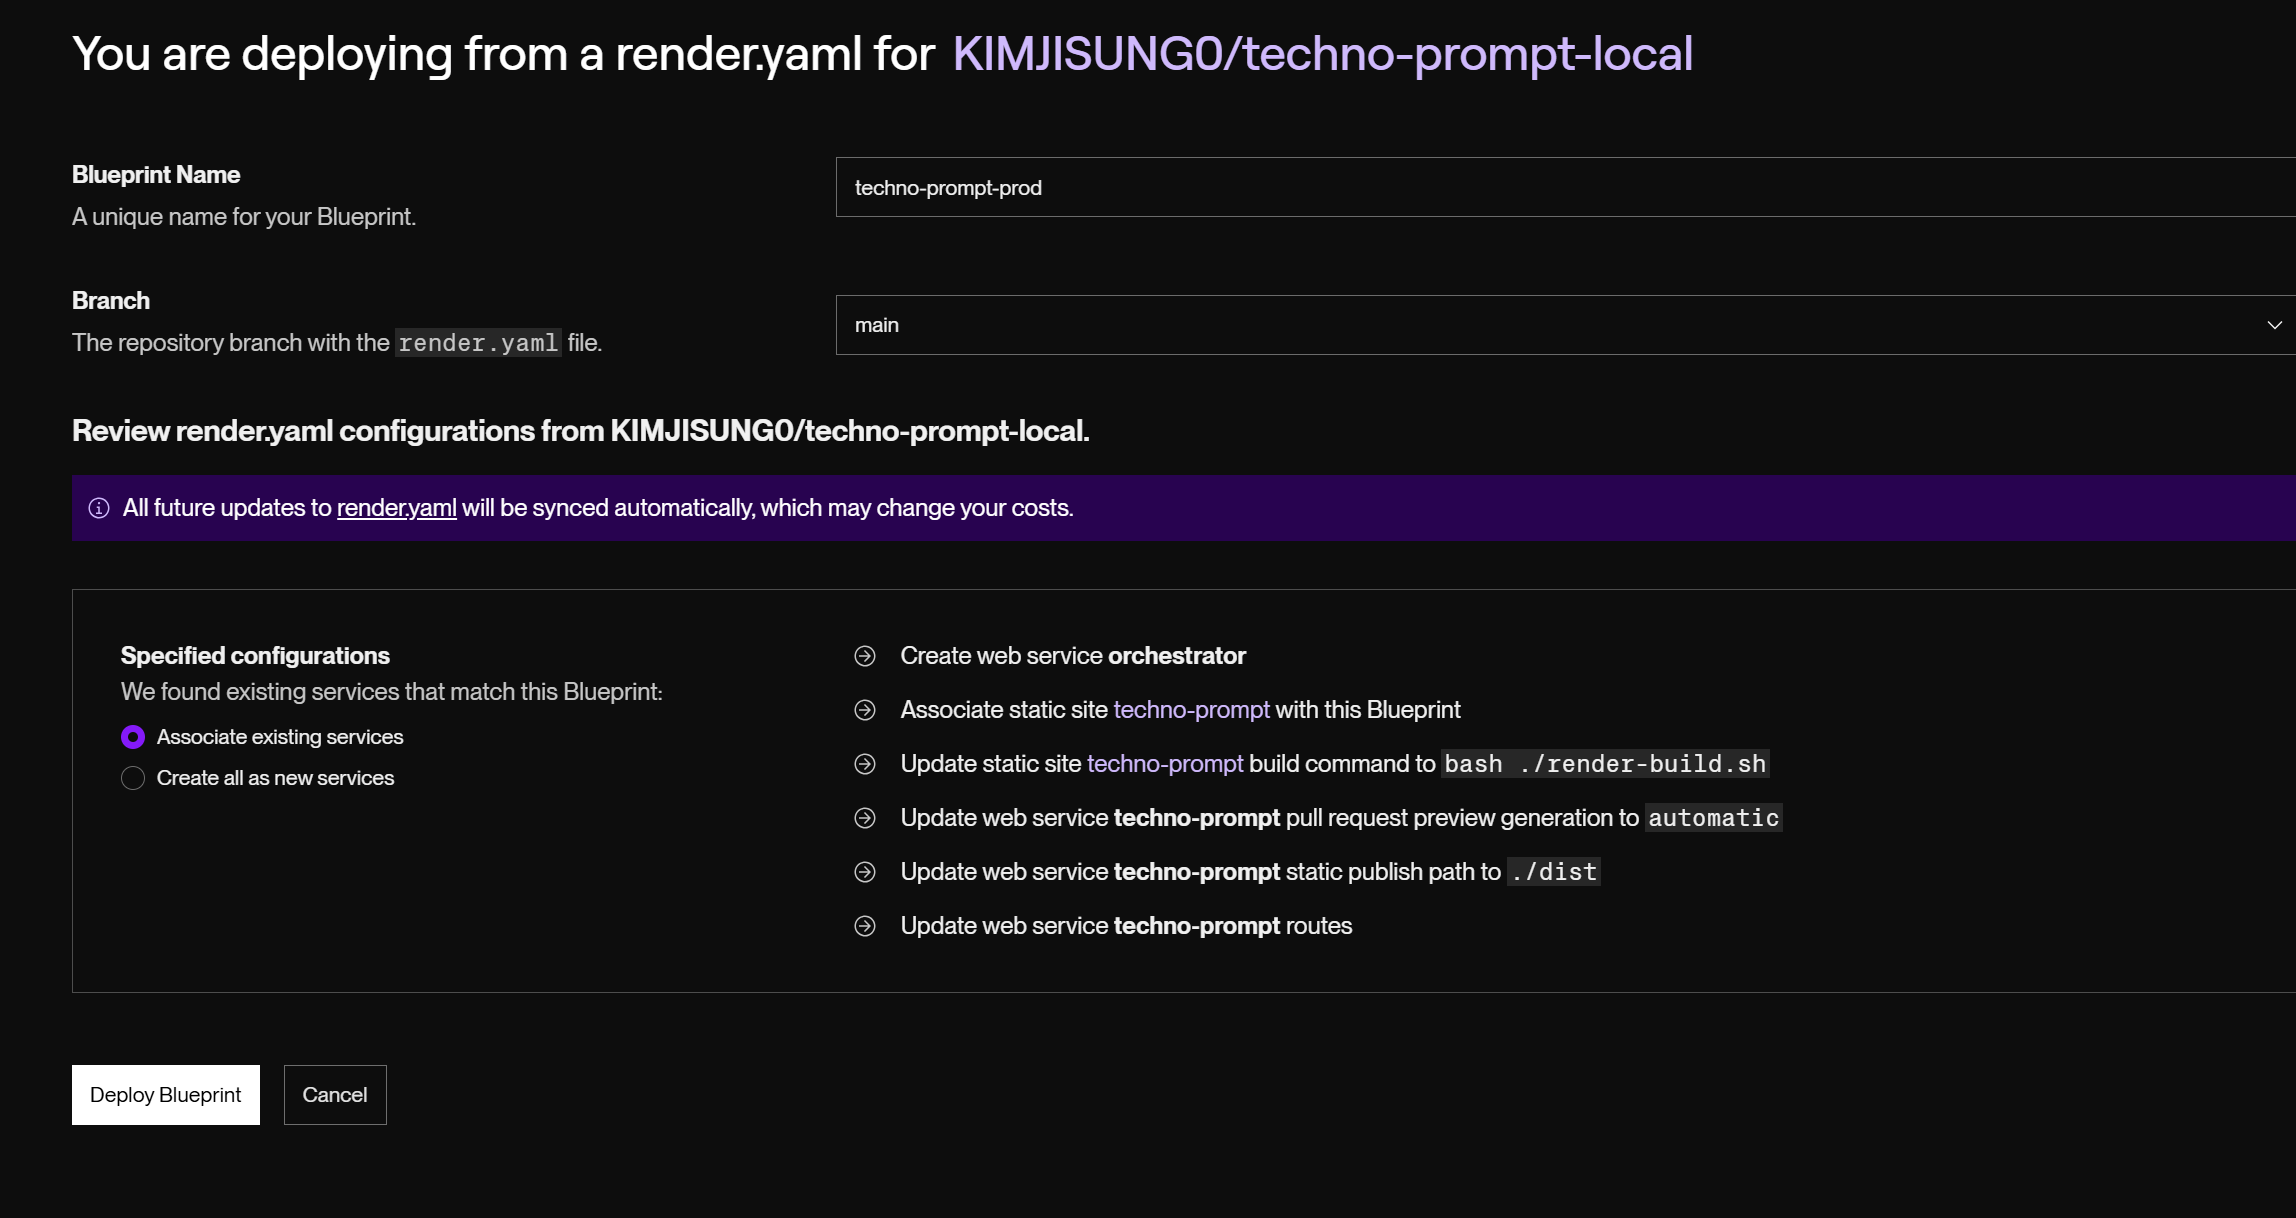 You are deploying from a render.yaml for KIMJISUNG0/techno-prompt-local
Blueprint Name
A unique name for your Blueprint.
techno-prompt-prod
Branch
The repository branch with the render.yaml file.
main
Review render.yaml configurations from KIMJISUNG0/techno-prompt-local.
All future updates to render.yaml will be synced automatically, which may change your costs.
Specified configurations
We found existing services that match this Blueprint:
Associate existing services
Create all as new services
Create web service orchestrator
Associate static site techno-prompt with this Blueprint
Update static site techno-prompt build command to bash ./render-build.sh
Update web service techno-prompt pull request preview generation to automatic
Update web service techno-prompt static publish path to ./dist
Update web service techno-prompt routes
Deploy Blueprint
Cancel